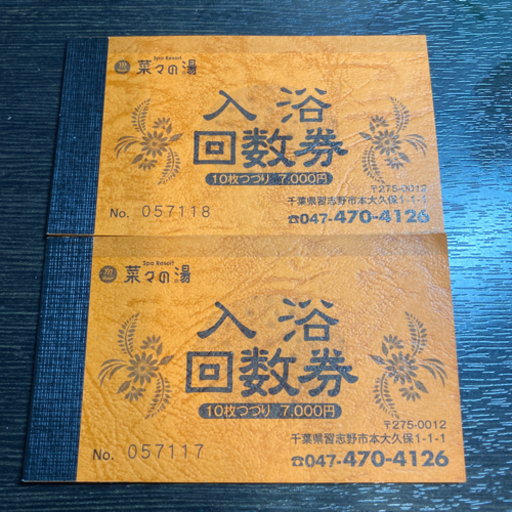 Spa Resort
菜々の湯
入浴
回数券
10枚つづり 7,000円
〒275-0012
千葉県習志野市本大久保1-1-1
No. 057118
☎047-470-4126
Spa Resort
菜々の湯
入浴
回数券
10枚つづり 7,000円
〒275-0012
千葉県習志野市本大久保1-1-1
No. 057117
☎047-470-4126